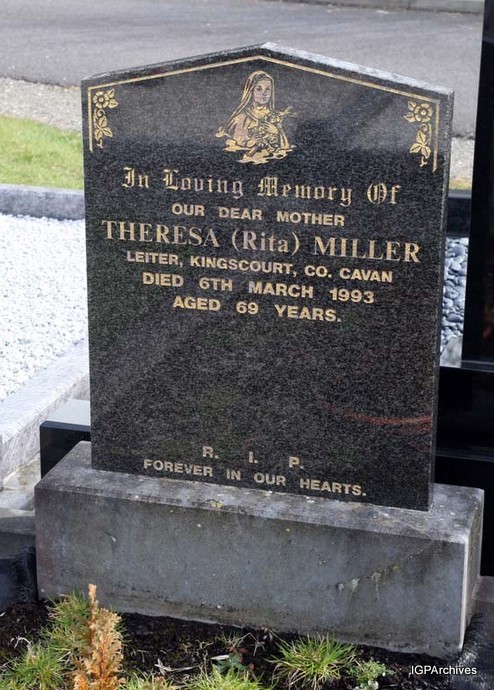 In Loving Memory Of
OUR DEAR MOTHER
THERESA (Rita) MILLER
LEITER, KINGSCOURT, CO. CAVAN
DIED 6TH MARCH 1993
AGED 69 YEARS.
R. I. P.
FOREVER IN OUR HEARTS.
IGPArchives